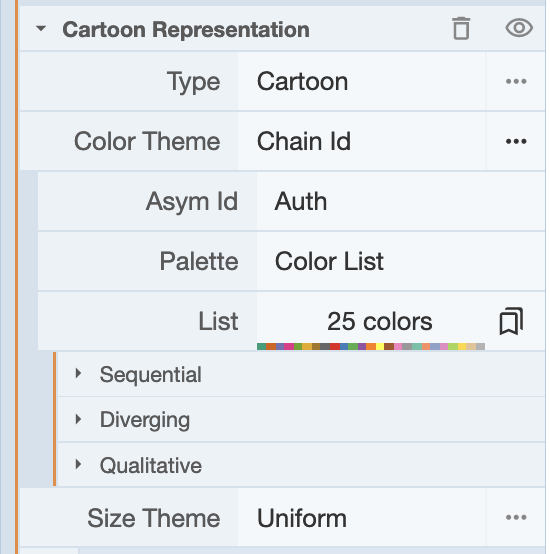 Cartoon Representation
Type Cartoon
Color Theme Chain Id
Asym Id Auth
Palette Color List
List 25 colors
Sequential
Diverging
Qualitative
Size Theme Uniform